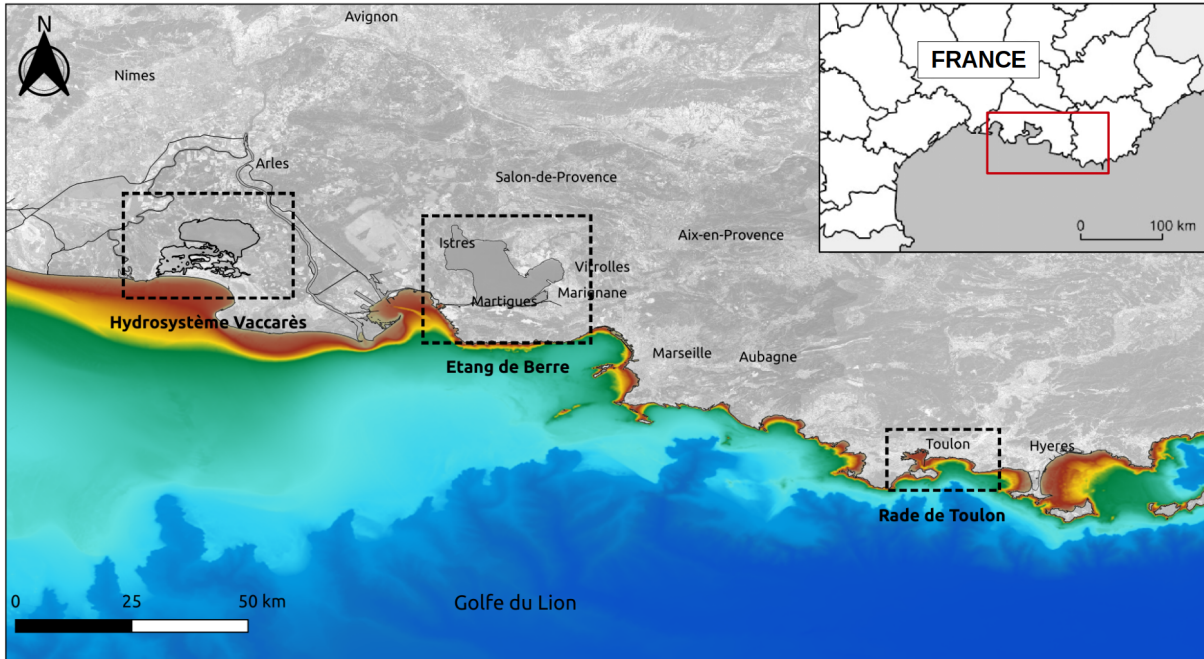 N
Avignon
Nimes
FRANCE
Arles
Salon-de-Provence
0 100 km
Istres
Aix-en-Provence
Vitrolles
Martigues
Marignane
Hydrosystème Vaccarès
Marseille
Aubagne
Etang de Berre
Toulon
Hyeres
Rade de Toulon
0 25 50 km
Golfe du Lion